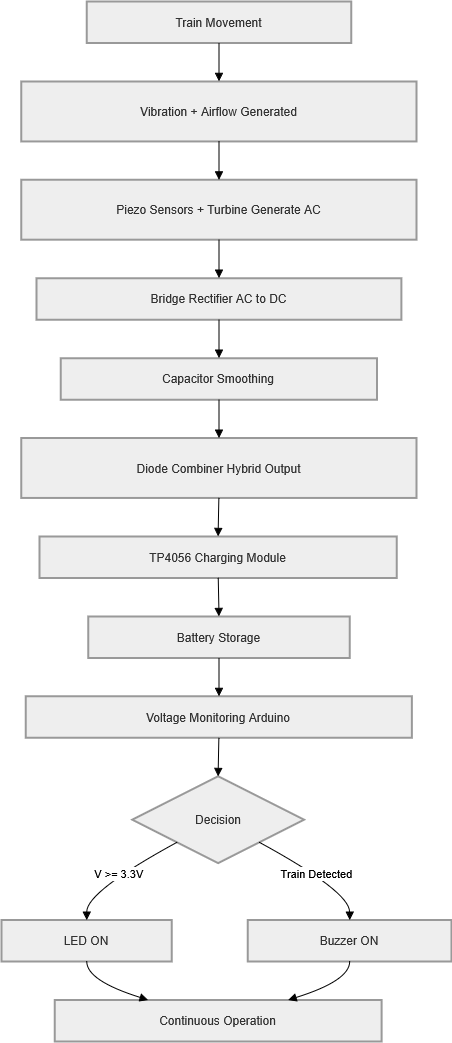 Train Movement
Vibration + Airflow Generated
Piezo Sensors + Turbine Generate AC
Bridge Rectifier AC to DC
Capacitor Smoothing
Diode Combiner Hybrid Output
TP4056 Charging Module
Battery Storage
Voltage Monitoring Arduino
Decision
V >= 3.3V
Train Detected
LED ON
Buzzer ON
Continuous Operation